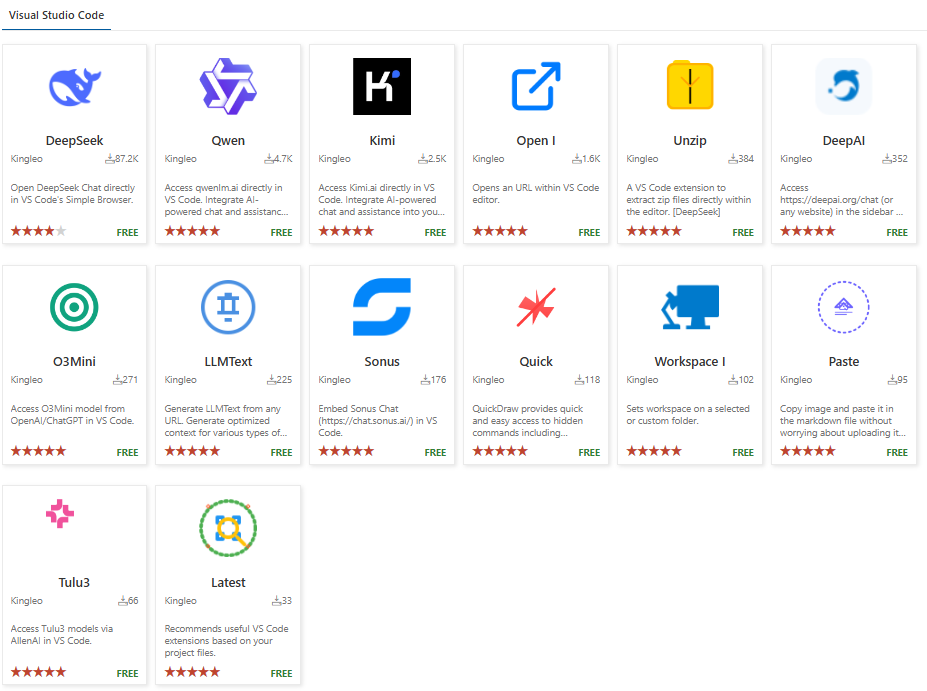 Visual Studio Code
DeepSeek
Kingleo 87.2K
Open DeepSeek Chat directly
in VS Code's Simple Browser.
FREE
Qwen
Kingleo 4.7K
Access qwenlm.ai directly in
VS Code. Integrate AI-
powered chat and assistanc...
FREE
Kimi
Kingleo 2.5K
Access Kimi.ai directly in VS
Code. Integrate AI-powered
chat and assistance into you...
FREE
Open I
Kingleo 1.6K
Opens an URL within VS Code
editor.
FREE
Unzip
Kingleo 384
A VS Code extension to
extract zip files directly within
the editor. [DeepSeek]
FREE
DeepAI
Kingleo 352
Access
https://deepai.org/chat (or
any website) in the sidebar ...
FREE
O3Mini
Kingleo 271
Access O3Mini model from
OpenAI/ChatGPT in VS Code.
FREE
LLMText
Kingleo 225
Generate LLMText from any
URL. Generate optimized
context for various types of...
FREE
Sonus
Kingleo 176
Embed Sonus Chat
(https://chat.sonus.ai/) in VS
Code.
FREE
Quick
Kingleo 118
QuickDraw provides quick
and easy access to hidden
commands including...
FREE
Workspace I
Kingleo 102
Sets workspace on a selected
or custom folder.
FREE
Paste
Kingleo 95
Copy image and paste it in
the markdown file without
worrying about uploading it...
FREE
Tulu3
Kingleo 66
Access Tulu3 models via
AllenAI in VS Code.
FREE
Latest
Kingleo 33
Recommends useful VS Code
extensions based on your
project files.
FREE